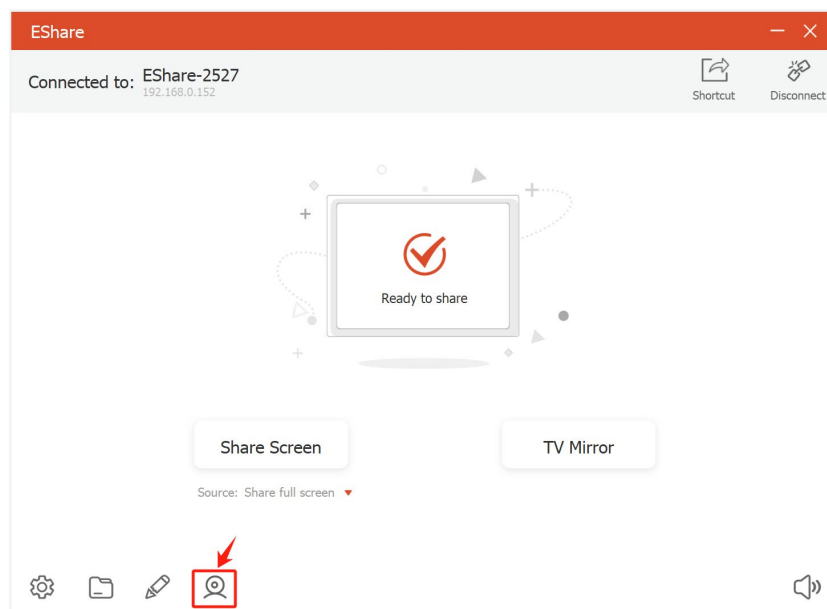 EShare
Connected to: EShare-2527
192.168.0.152
Shortcut
Disconnect
Ready to share
Share Screen
TV Mirror
Source: Share full screen